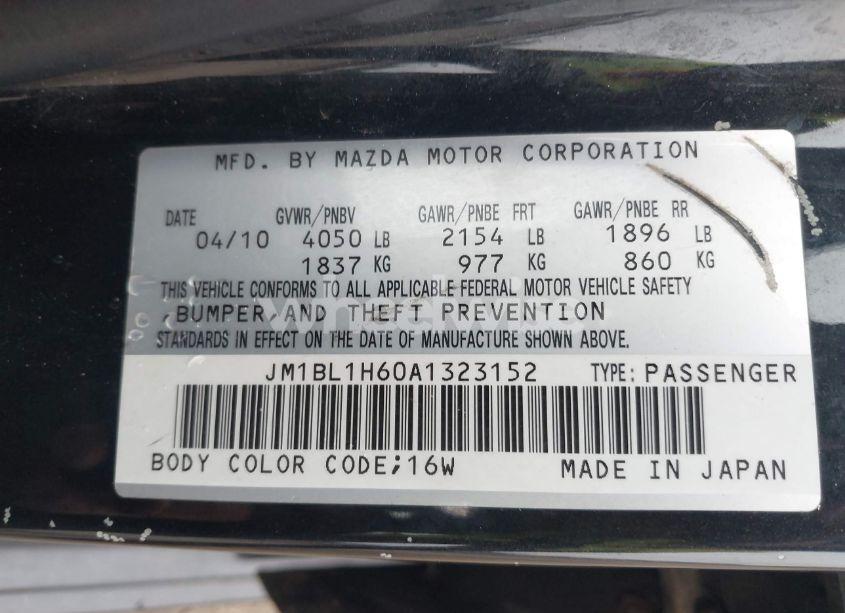 MFD. BY MAZDA MOTOR CORPORATION
DATE GVWR/PNBV GAWR/PNBE FRT GAWR/PNBE RR
04/10 4050 LB 2154 LB 1896 LB
1837 KG 977 KG 860 KG
THIS VEHICLE CONFORMS TO ALL APPLICABLE FEDERAL MOTOR VEHICLE SAFETY
,BUMPER,AND THEFT PREVENTION
STANDARDS IN EFFECT ON THE DATE OF MANUFACTURE SHOWN ABOVE.
JM1BL1H60A1323152 TYPE: PASSENGER
BODY COLOR CODE;16W MADE IN JAPAN